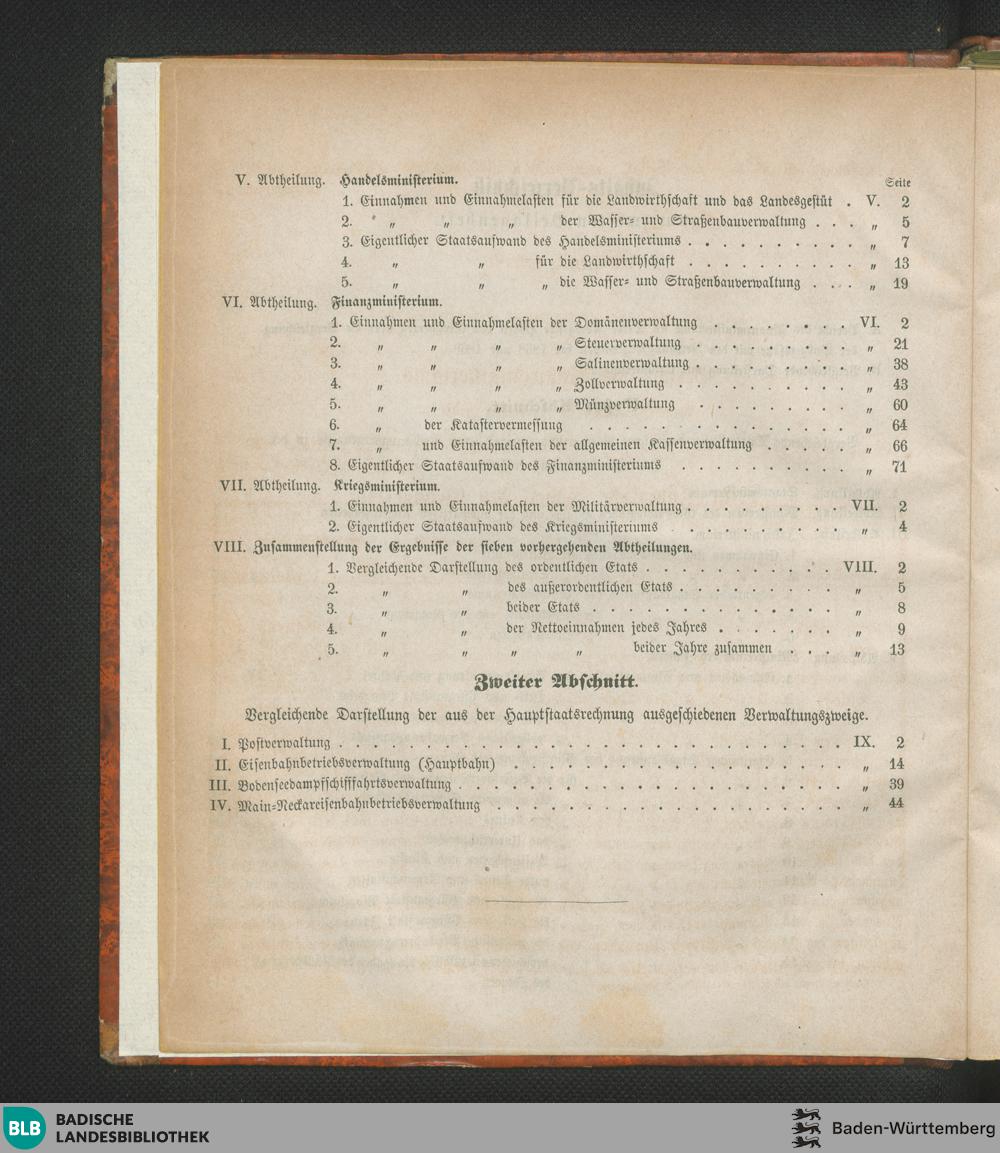 V. Abtheilung. Handelsministerium.
Seite
1. Einnahmen und Einnahmelasten für die Landwirthschaft und das Landesgestüt . V. 2
2. „ „ „ der Wasser- und Straßenbauverwaltung . . . „ 5
3. Eigentlicher Staatsaufwand des Handelsministeriums . . . . . . . . . . „ 7
4. „ „ für die Landwirthschaft . . . . . . . . . . „ 13
5. „ „ „ die Wasser- und Straßenbauverwaltung . . . „ 19
VI. Abtheilung. Finanzministerium.
1. Einnahmen und Einnahmelasten der Domänenverwaltung . . . . . . . . VI. 2
2. „ „ „ „ Steuerverwaltung . . . . . . . . . „ 21
3. „ „ „ „ Salinenverwaltung . . . . . . . . . „ 38
4. „ „ „ „ Zollverwaltung . . . . . . . . . . „ 43
5. „ „ „ „ Münzverwaltung . . . . . . . . . „ 60
6. „ der Katastervermessung . . . . . . . . . . . . . „ 64
7. „ und Einnahmelasten der allgemeinen Kassenverwaltung . . . . . „ 66
8. Eigentlicher Staatsaufwand des Finanzministeriums . . . . . . . . . . „ 71
VII. Abtheilung. Kriegsministerium.
1. Einnahmen und Einnahmelasten der Militärverwaltung . . . . . . . . . VII. 2
2. Eigentlicher Staatsaufwand des Kriegsministeriums . . . . . . . . . . „ 4
VIII. Zusammenstellung der Ergebnisse der sieben vorhergehenden Abtheilungen.
1. Vergleichende Darstellung des ordentlichen Etats . . . . . . . . . . . VIII. 2
2. „ „ des außerordentlichen Etats . . . . . . . . . „ 5
3. „ „ beider Etats . . . . . . . . . . . . . „ 8
4. „ „ der Nettoeinnahmen jedes Jahres . . . . . . . „ 9
5. „ „ „ „ beider Jahre zusammen . . . „ 13
Zweiter Abschnitt.
Vergleichende Darstellung der aus der Hauptstaatsrechnung ausgeschiedenen Verwaltungszweige.
I. Postverwaltung . . . . . . . . . . . . . . . . . . . . . . . . IX. 2
II. Eisenbahnbetriebsverwaltung (Hauptbahn) . . . . . . . . . . . . . . . . „ 14
III. Bodenseedampfschifffahrtsverwaltung . . . . . . . . . . . . . . . . . . „ 39
IV. Main-Neckareisenbahnbetriebsverwaltung . . . . . . . . . . . . . . . . . „ 44
BLB BADISCHE
LANDESBIBLIOTHEK
Baden-Württemberg